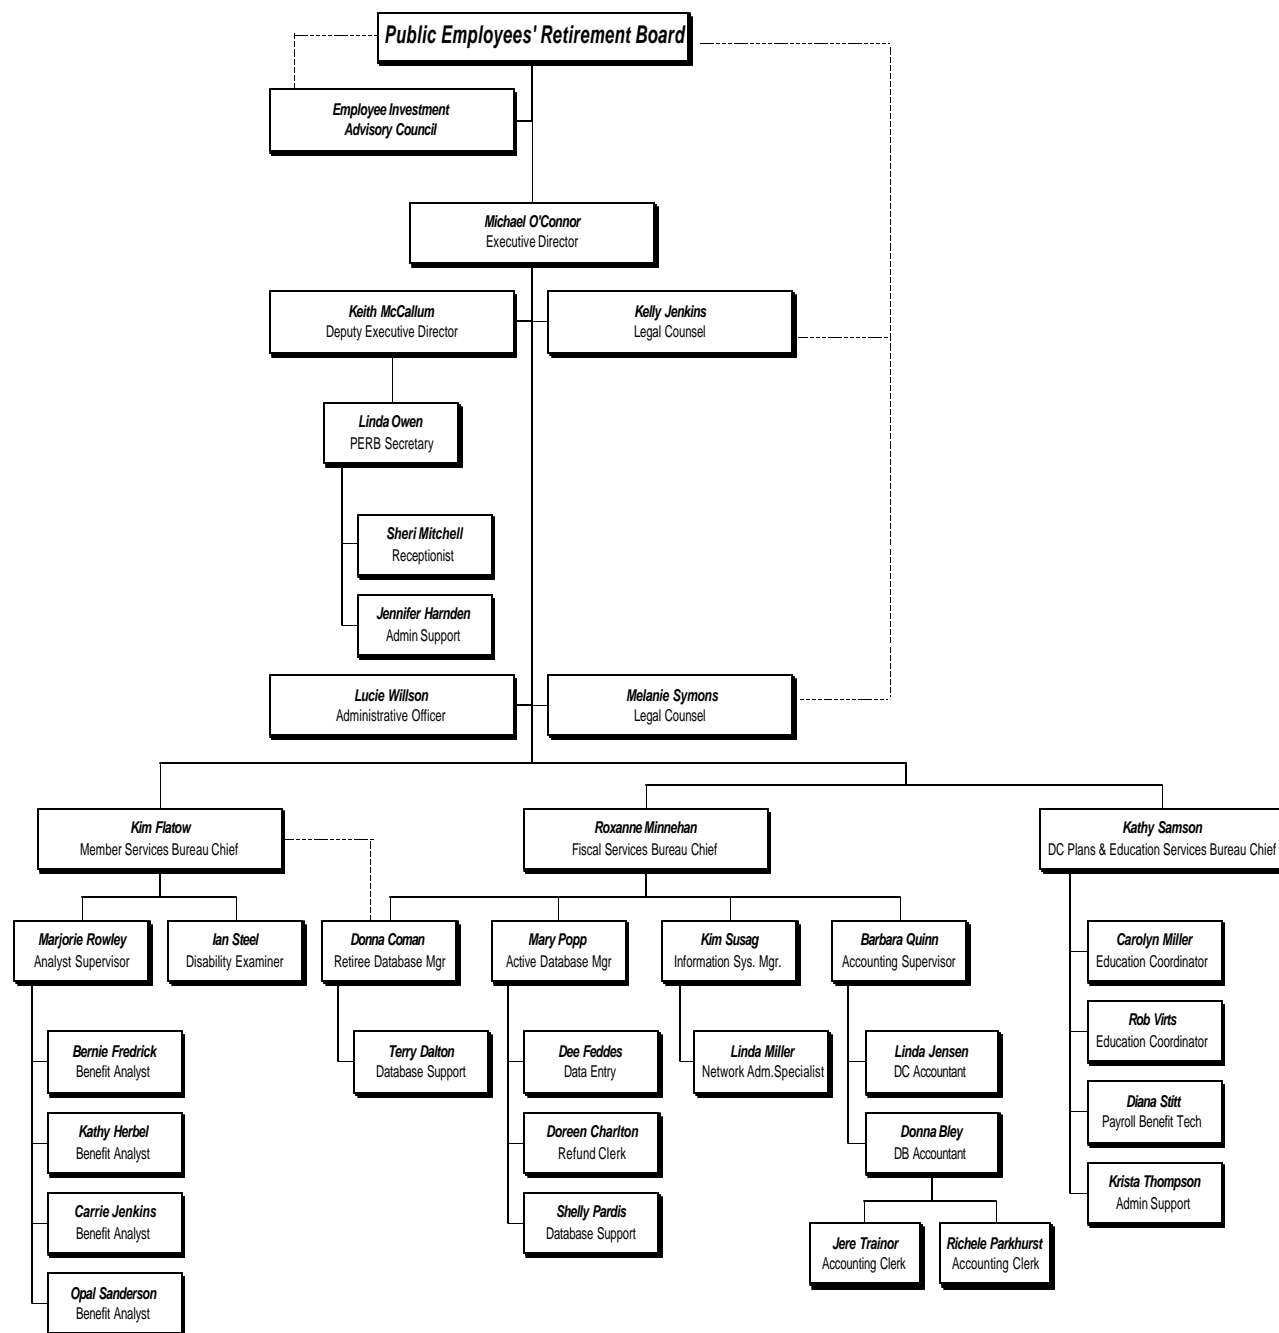 Public Employees' Retirement Board
Employee Investment
Advisory Council
Michael O'Connor
Executive Director
Keith McCallum
Deputy Executive Director
Kelly Jenkins
Legal Counsel
Linda Owen
PERB Secretary
Sheri Mitchell
Receptionist
Jennifer Harnden
Admin Support
Lucie Willson
Administrative Officer
Melanie Symons
Legal Counsel
Kim Flatow
Member Services Bureau Chief
Roxanne Minnehan
Fiscal Services Bureau Chief
Kathy Samson
DC Plans & Education Services Bureau Chief
Marjorie Rowley
Analyst Supervisor
Ian Steel
Disability Examiner
Donna Coman
Retiree Database Mgr
Mary Popp
Active Database Mgr
Kim Susag
Information Sys. Mgr.
Barbara Quinn
Accounting Supervisor
Carolyn Miller
Education Coordinator
Rob Virts
Education Coordinator
Diana Stitt
Payroll Benefit Tech
Krista Thompson
Admin Support
Bernie Fredrick
Benefit Analyst
Kathy Herbel
Benefit Analyst
Carrie Jenkins
Benefit Analyst
Opal Sanderson
Benefit Analyst
Terry Dalton
Database Support
Dee Feddes
Data Entry
Doreen Charlton
Refund Clerk
Shelly Pardis
Database Support
Linda Miller
Network Adm.Specialist
Linda Jensen
DC Accountant
Donna Bley
DB Accountant
Jere Trainor
Accounting Clerk
Richele Parkhurst
Accounting Clerk